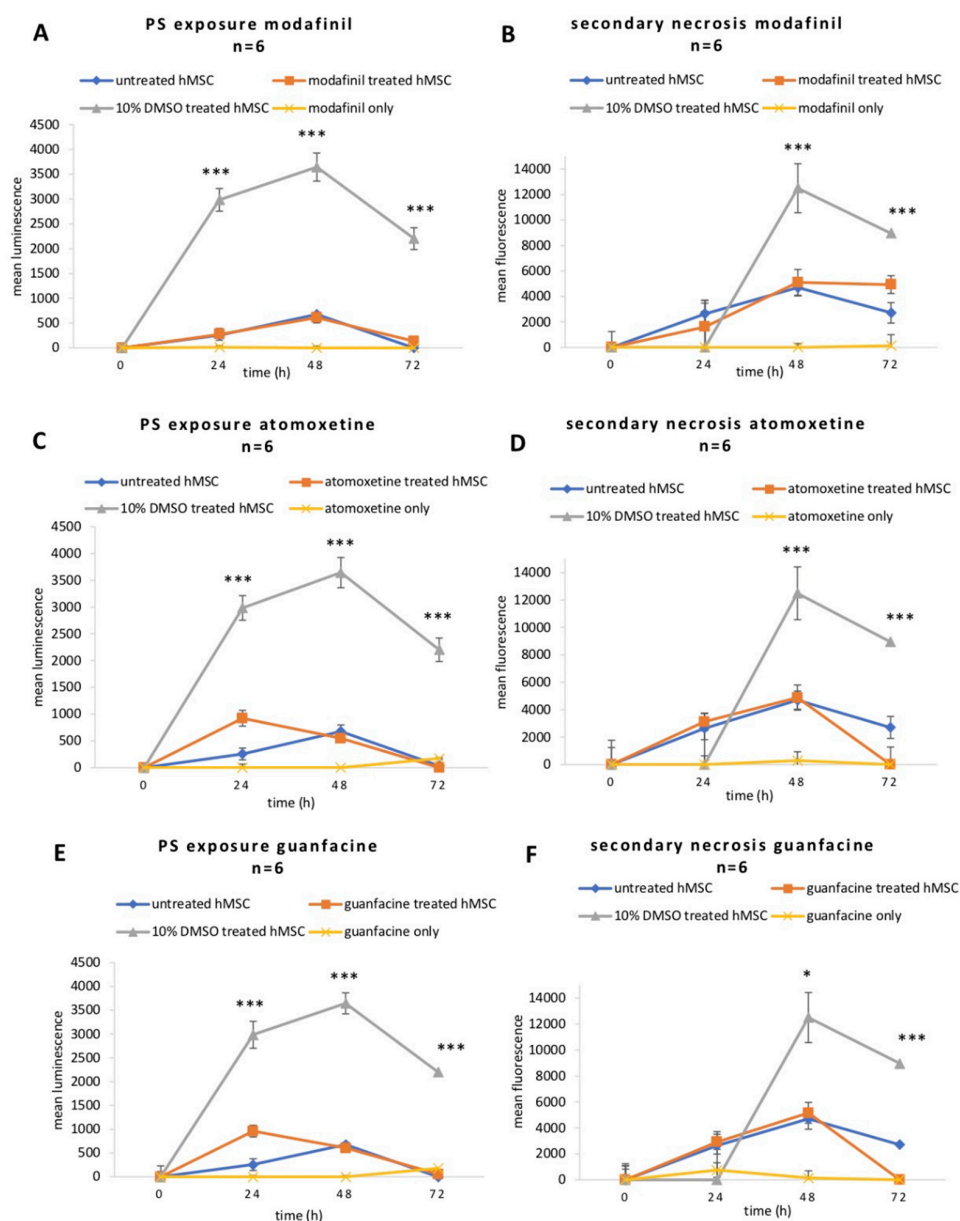 A
PS exposure modafinil
n=6
untreated hMSC modafinil treated hMSC
10% DMSO treated hMSC modafinil only
4500
4000
3500
3000
2500
2000
1500
1000
500
0
mean luminescence
*** *** ***
0 24 48 72
time (h)
B
secondary necrosis modafinil
n=6
untreated hMSC modafinil treated hMSC
10% DMSO treated hMSC modafinil only
14000
12000
10000
8000
6000
4000
2000
0
mean fluorescence
*** ***
0 24 48 72
time (h)
C
PS exposure atomoxetine
n=6
untreated hMSC atomoxetine treated hMSC
10% DMSO treated hMSC atomoxetine only
4500
4000
3500
3000
2500
2000
1500
1000
500
0
mean luminescence
*** *** ***
0 24 48 72
time (h)
D
secondary necrosis atomoxetine
n=6
untreated hMSC atomoxetine treated hMSC
10% DMSO treated hMSC atomoxetine only
14000
12000
10000
8000
6000
4000
2000
0
mean fluorescence
*** ***
0 24 48 72
time (h)
E
PS exposure guanfacine
n=6
untreated hMSC guanfacine treated hMSC
10% DMSO treated hMSC guanfacine only
4500
4000
3500
3000
2500
2000
1500
1000
500
0
mean luminescence
*** *** ***
0 24 48 72
time (h)
F
secondary necrosis guanfacine
n=6
untreated hMSC guanfacine treated hMSC
10% DMSO treated hMSC guanfacine only
14000
12000
10000
8000
6000
4000
2000
0
mean fluorescence
* ***
0 24 48 72
time (h)